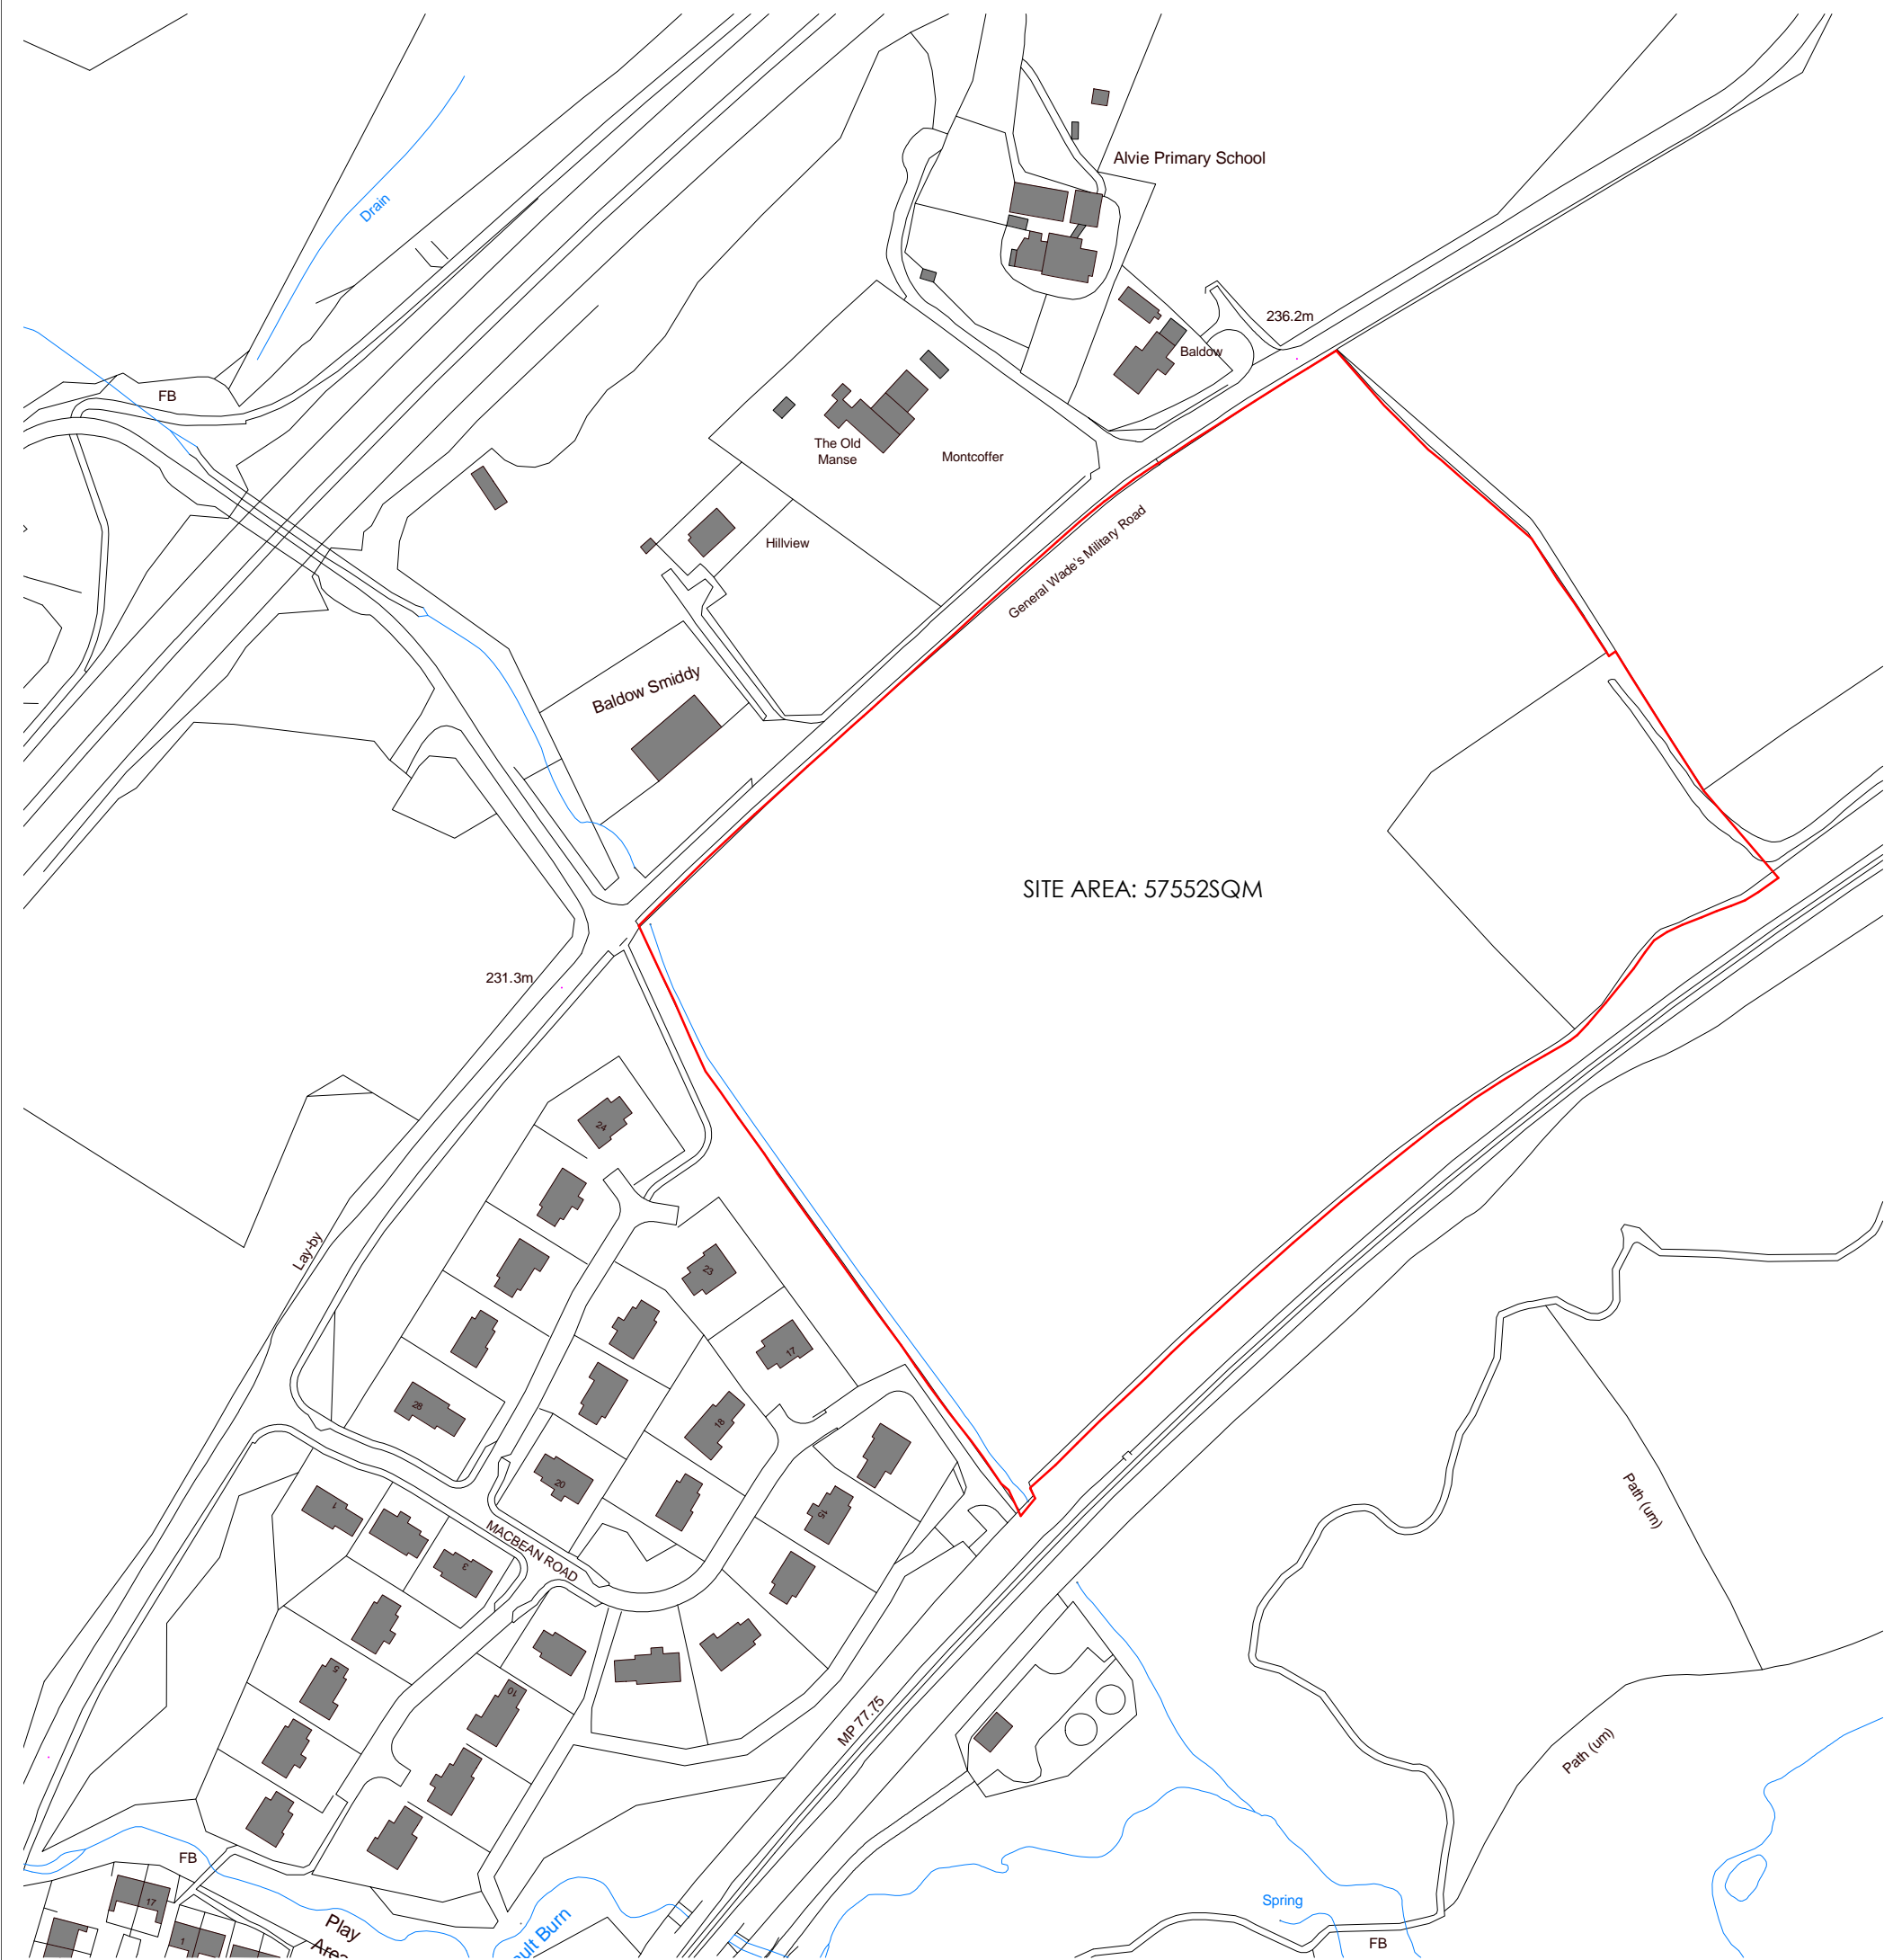 Alvie Primary School
Drain
236.2m
Baldow
FB
The Old
Manse
Montcoffer
Hillview
General Wade's Military Road
Baldow Smiddy
SITE AREA: 57552SQM
231.3m
24
Lay-by
23
17
28
18
20
1
15
MACBEAN ROAD
3
Path (um)
5
10
MP 77.75
Path (um)
FB
17
Play
Spring
1
Burn
FB